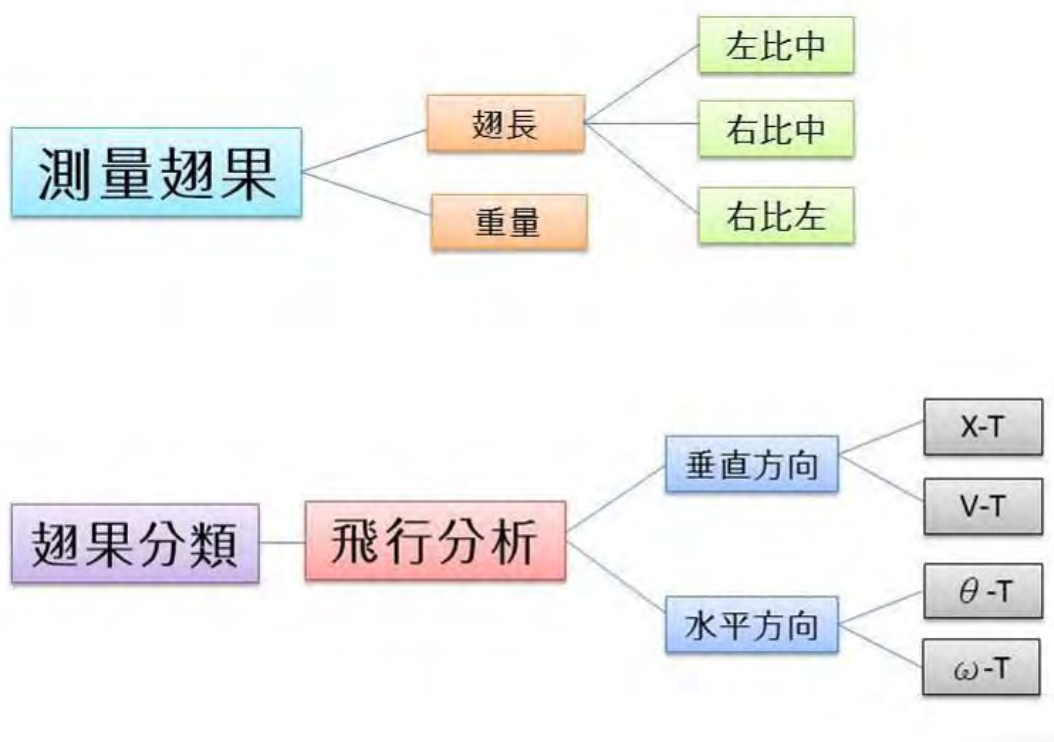 測量翅果
翅長
重量
左比中
右比中
右比左
翅果分類
飛行分析
垂直方向
水平方向
X-T
V-T
θ-T
ω-T